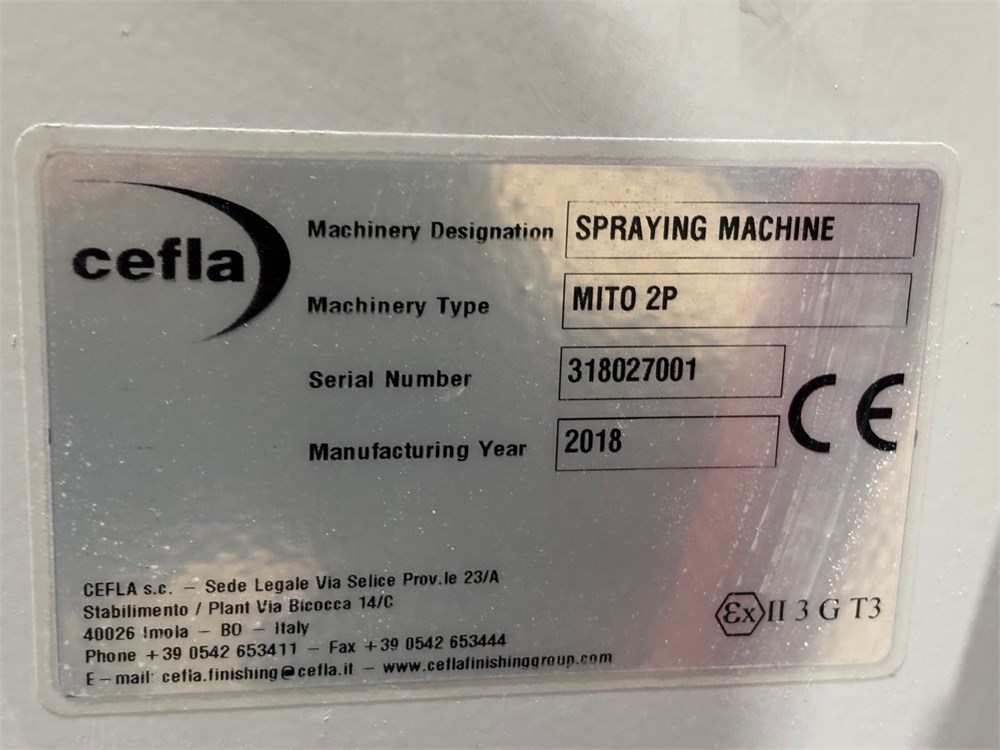 cefla
Machinery Designation SPRAYING MACHINE
Machinery Type MITO 2P
Serial Number 318027001
Manufacturing Year 2018
CE
CEFLA s.c. – Sede Legale Via Selice Prov.le 23/A
Stabilimento / Plant Via Bicocca 14/C
40026 Imola – BO – Italy
Phone +39 0542 653411 – Fax +39 0542 653444
E-mail: cefla.finishing@cefla.it – www.ceflafinishinggroup.com
Ex II 3 G T3